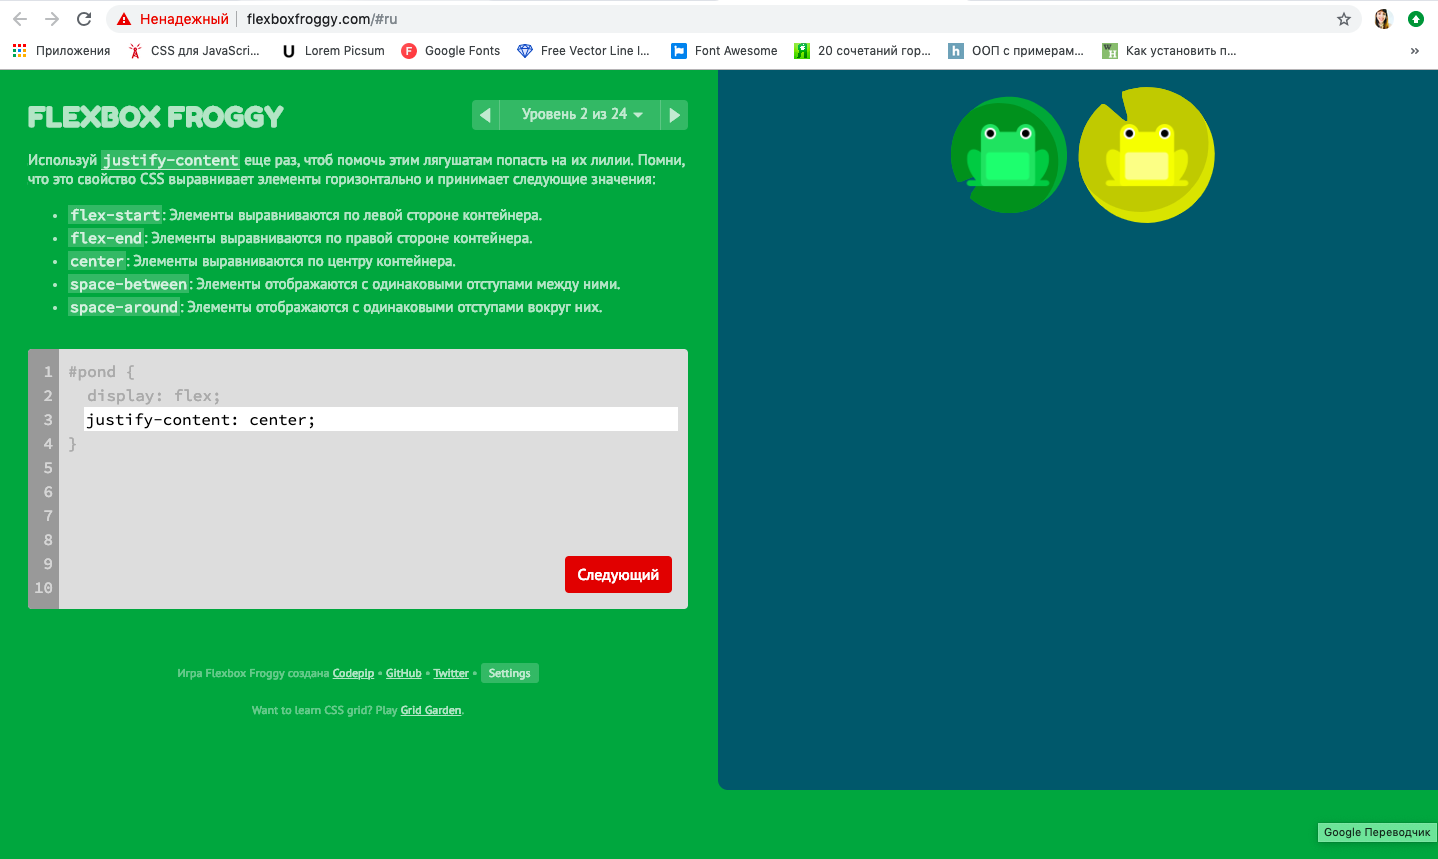 Ненадежный flexboxfroggy.com/#ru
Приложения CSS для JavaScri... Lorem Picsum Google Fonts Free Vector Line I... Font Awesome 20 сочетаний гор... ООП с примерам... Как установить п... »
FLEXBOX FROGGY
Уровень 2 из 24
Используй justify-content еще раз, чтоб помочь этим лягушатам попасть на их лилии. Помни,
что это свойство CSS выравнивает элементы горизонтально и принимает следующие значения:
• flex-start: Элементы выравниваются по левой стороне контейнера.
• flex-end: Элементы выравниваются по правой стороне контейнера.
• center: Элементы выравниваются по центру контейнера.
• space-between: Элементы отображаются с одинаковыми отступами между ними.
• space-around: Элементы отображаются с одинаковыми отступами вокруг них.
1 #pond {
2 display: flex;
3 justify-content: center;
4 }
5
6
7
8
9
10
Следующий
Игра Flexbox Froggy создана Codepip • GitHub • Twitter • Settings
Want to learn CSS grid? Play Grid Garden.
Google Переводчик